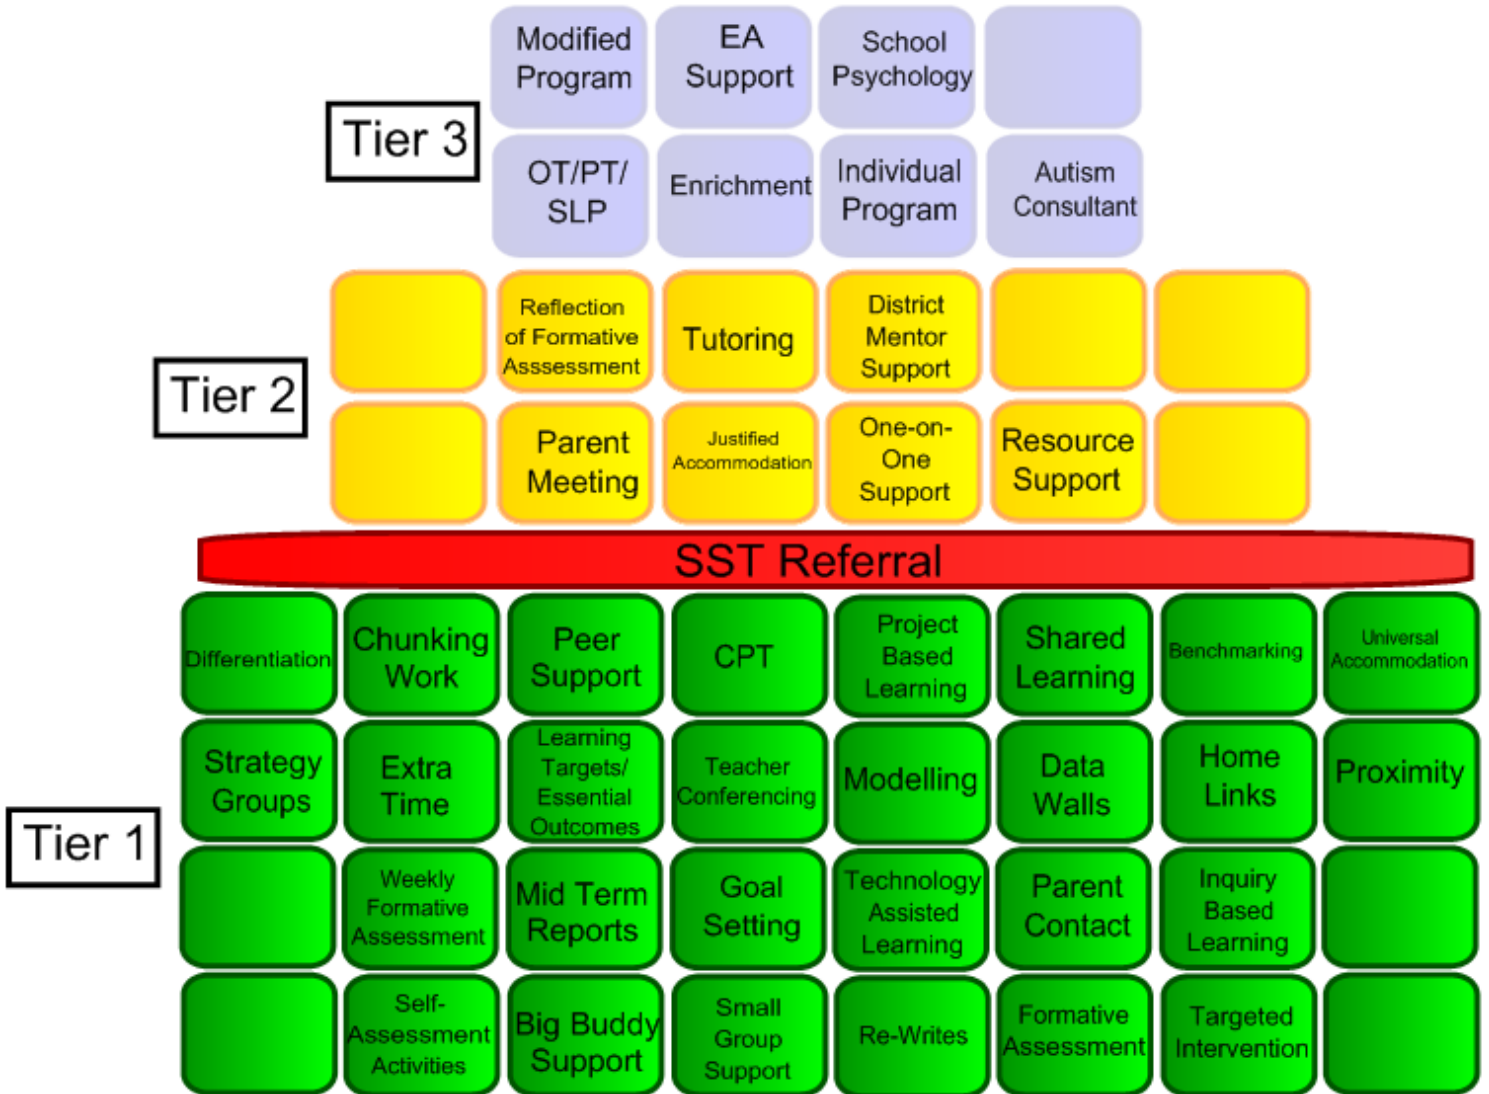 Modified
Program
EA
Support
School
Psychology
Tier 3
OT/PT/
SLP
Enrichment
Individual
Program
Autism
Consultant
Reflection
of Formative
Asssessment
Tutoring
District
Mentor
Support
Tier 2
Parent
Meeting
Justified
Accommodation
One-on-
One
Support
Resource
Support
SST Referral
Differentiation
Chunking
Work
Peer
Support
CPT
Project
Based
Learning
Shared
Learning
Benchmarking
Universal
Accommodation
Strategy
Groups
Extra
Time
Learning
Targets/
Essential
Outcomes
Teacher
Conferencing
Modelling
Data
Walls
Home
Links
Proximity
Tier 1
Weekly
Formative
Assessment
Mid Term
Reports
Goal
Setting
Technology
Assisted
Learning
Parent
Contact
Inquiry
Based
Learning
Self-
Assessment
Activities
Big Buddy
Support
Small
Group
Support
Re-Writes
Formative
Assessment
Targeted
Intervention